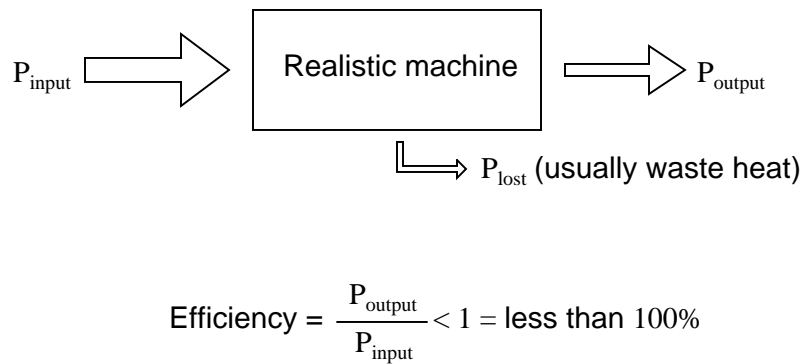 P_input Realistic machine P_output
P_lost (usually waste heat)
Efficiency = P_output / P_input < 1 = less than 100%